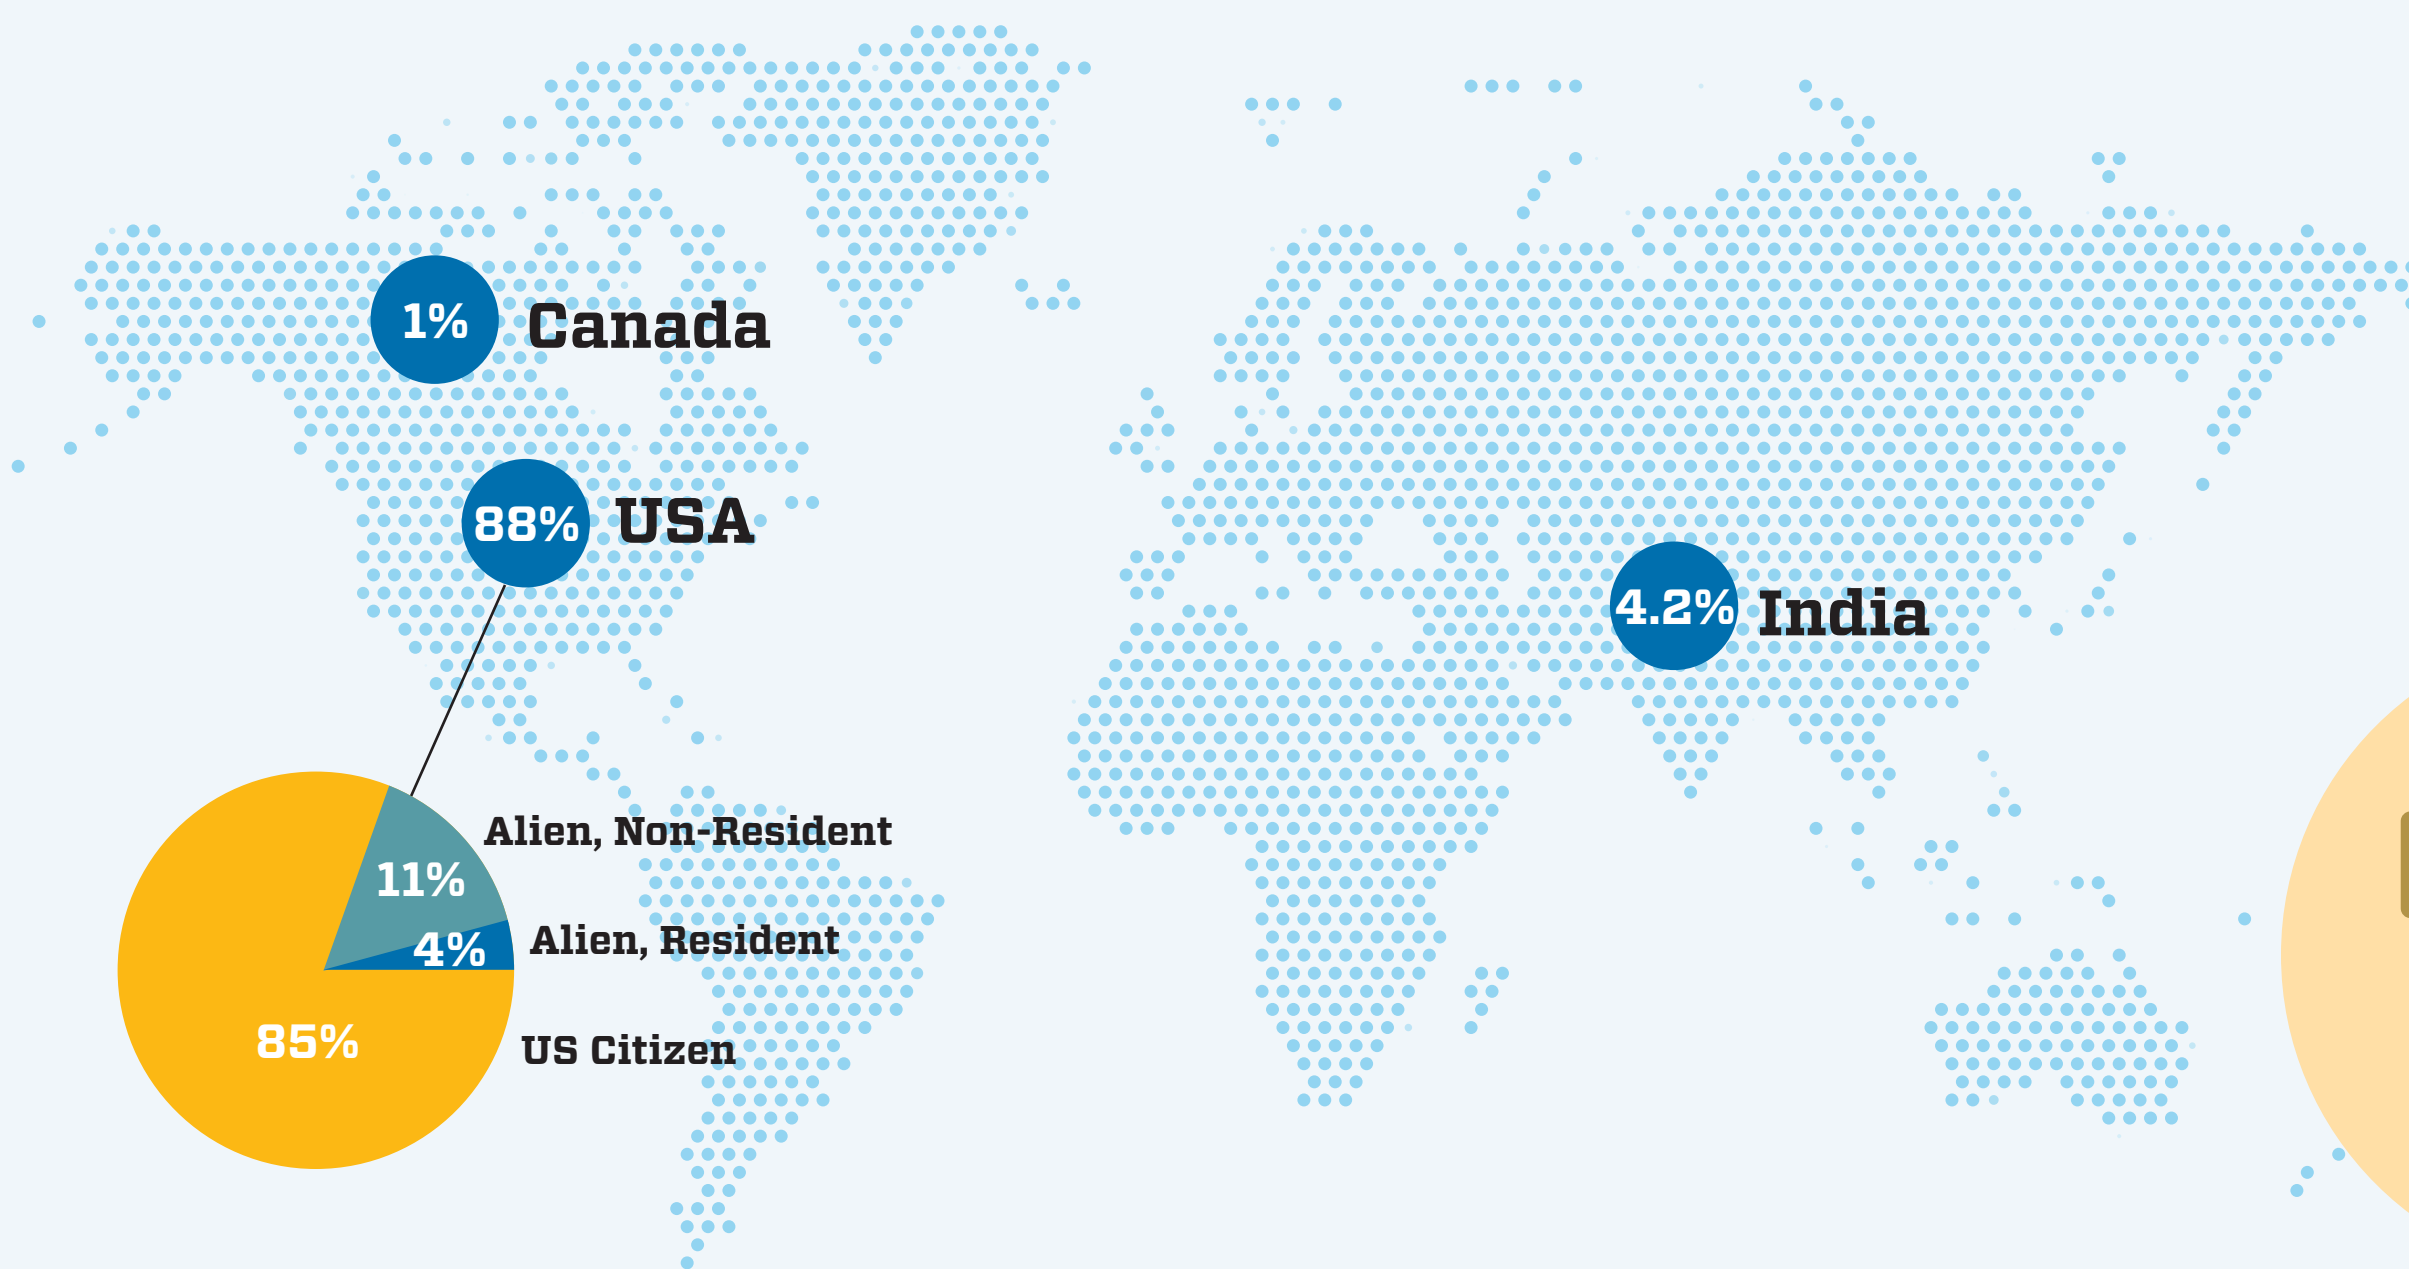 1% Canada
88% USA
4.2% India
Alien, Non-Resident
11%
Alien, Resident
4%
85%
US Citizen